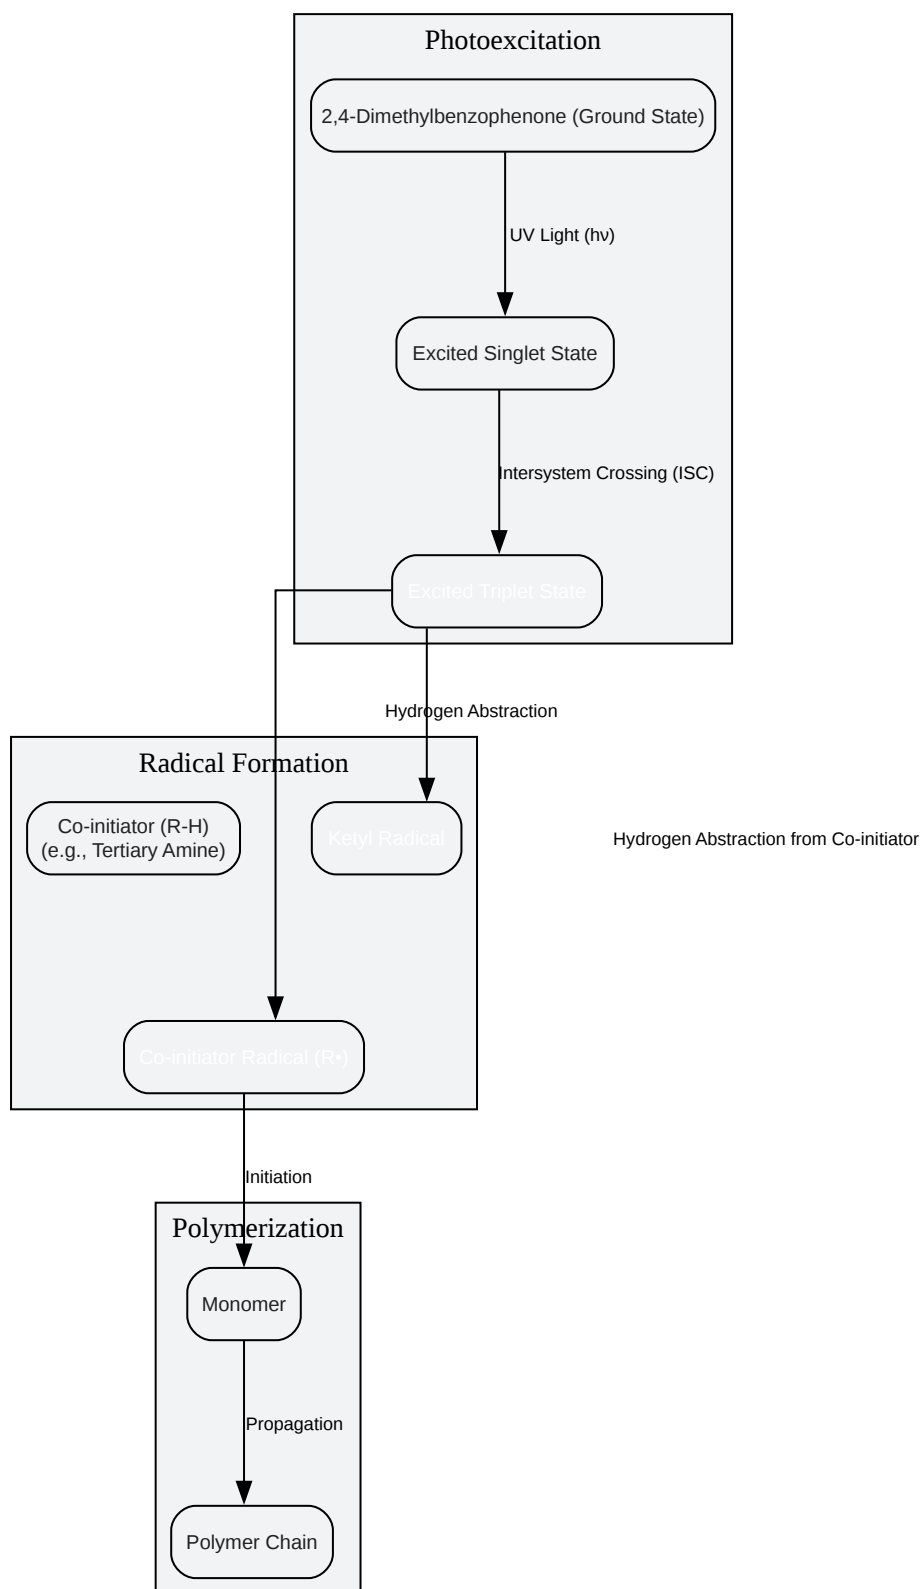 Photoexcitation
2,4-Dimethylbenzophenone (Ground State)
UV Light (hν)
Excited Singlet State
Intersystem Crossing (ISC)
Excited Triplet State
Hydrogen Abstraction
Radical Formation
Co-initiator (R-H)
(e.g., Tertiary Amine)
Ketyl Radical
Hydrogen Abstraction from Co-initiator
Co-initiator Radical (R•)
Initiation
Polymerization
Monomer
Propagation
Polymer Chain